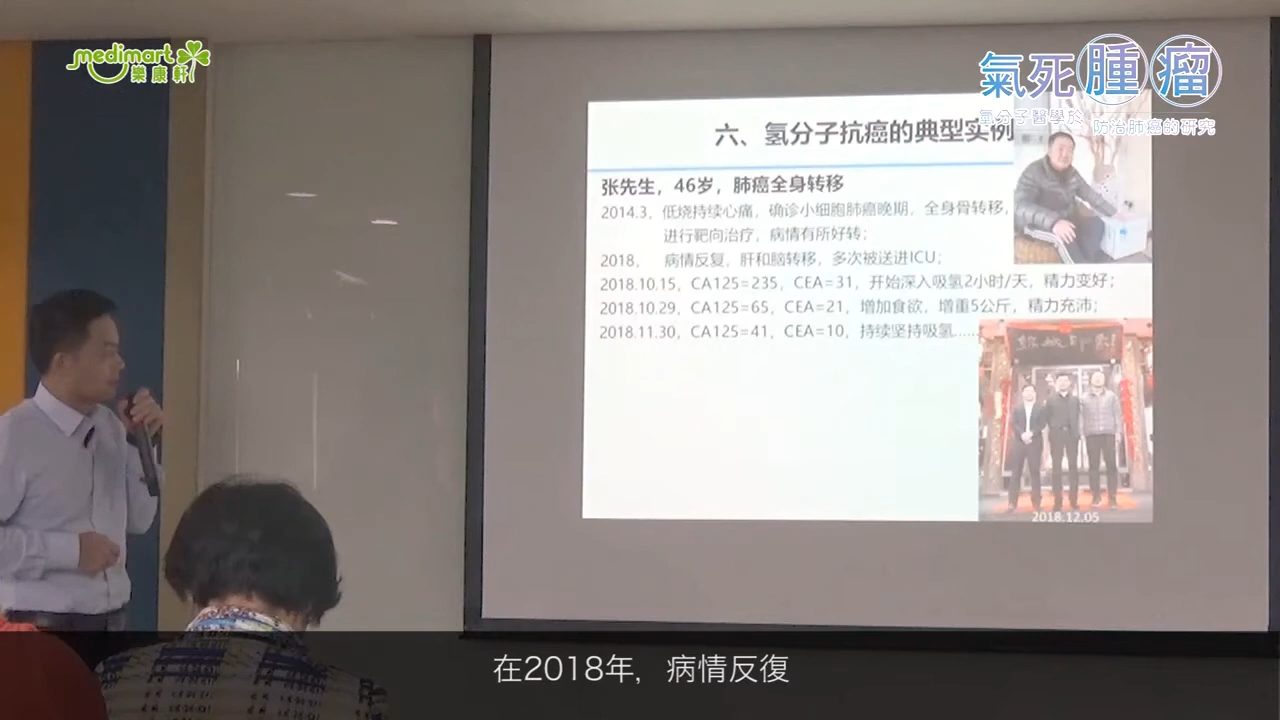 medimart
樂康軒
氫死腫瘤
氫分子醫學於 防治肺癌的研究
六、氢分子抗癌的典型实例
张先生，46岁，肺癌全身转移
2014.3，低烧持续心痛，确诊小细胞肺癌晚期，全身骨转移，
进行靶向治疗，病情有所好转；
2018， 病情反复，肝和脑转移，多次被送进ICU；
2018.10.15，CA125=235，CEA=31，开始深入吸氢2小时/天，精力变好；
2018.10.29，CA125=65，CEA=21，增加食欲，增重5公斤，精力充沛；
2018.11.30，CA125=41，CEA=10，持续坚持吸氢……
2018.12.05
在2018年，病情反復